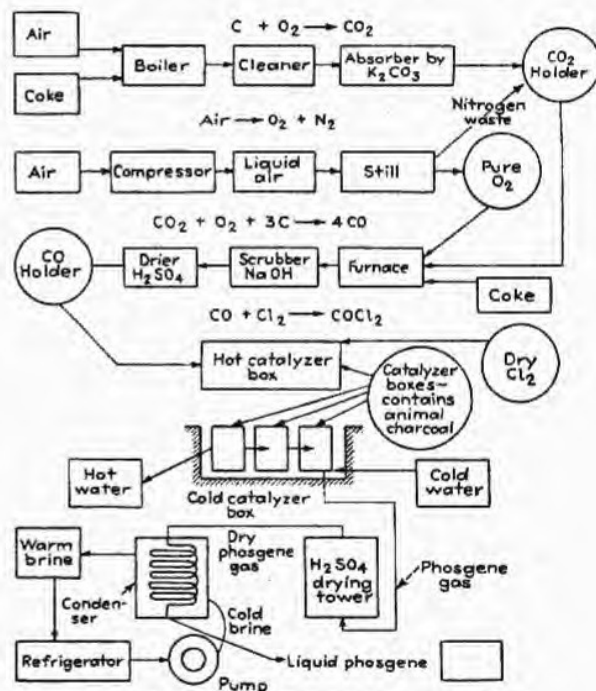 C + O2 → CO2
Air
Coke
Boiler
Cleaner
Absorber by
K2CO3
CO2
Holder
Nitrogen
waste
Air → O2 + N2
Air
Compressor
Liquid
air
Still
Pure
O2
CO2 + O2 + 3C → 4CO
CO
Holder
Drier
H2SO4
Scrubber
NaOH
Furnace
Coke
CO + Cl2 → COCl2
Hot catalyzer
box
Catalyzer
boxes—
contains
animal
charcoal
Dry
Cl2
Hot
water
Cold
water
Cold catalyzer
box
Warm
brine
Dry
phosgene
gas
H2SO4
drying
tower
Phosgene
gas
Conden-
ser
Cold
brine
Refrigerator
Pump
Liquid phosgene